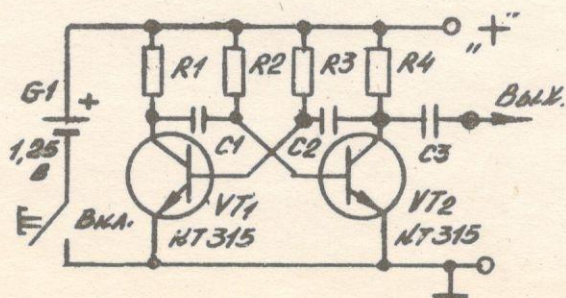 "+"
R1
R2
R3
R4
G1
+
1,25
В
C1
C2
C3
Вых.
Вкл.
VT1
КТ315
VT2
КТ315